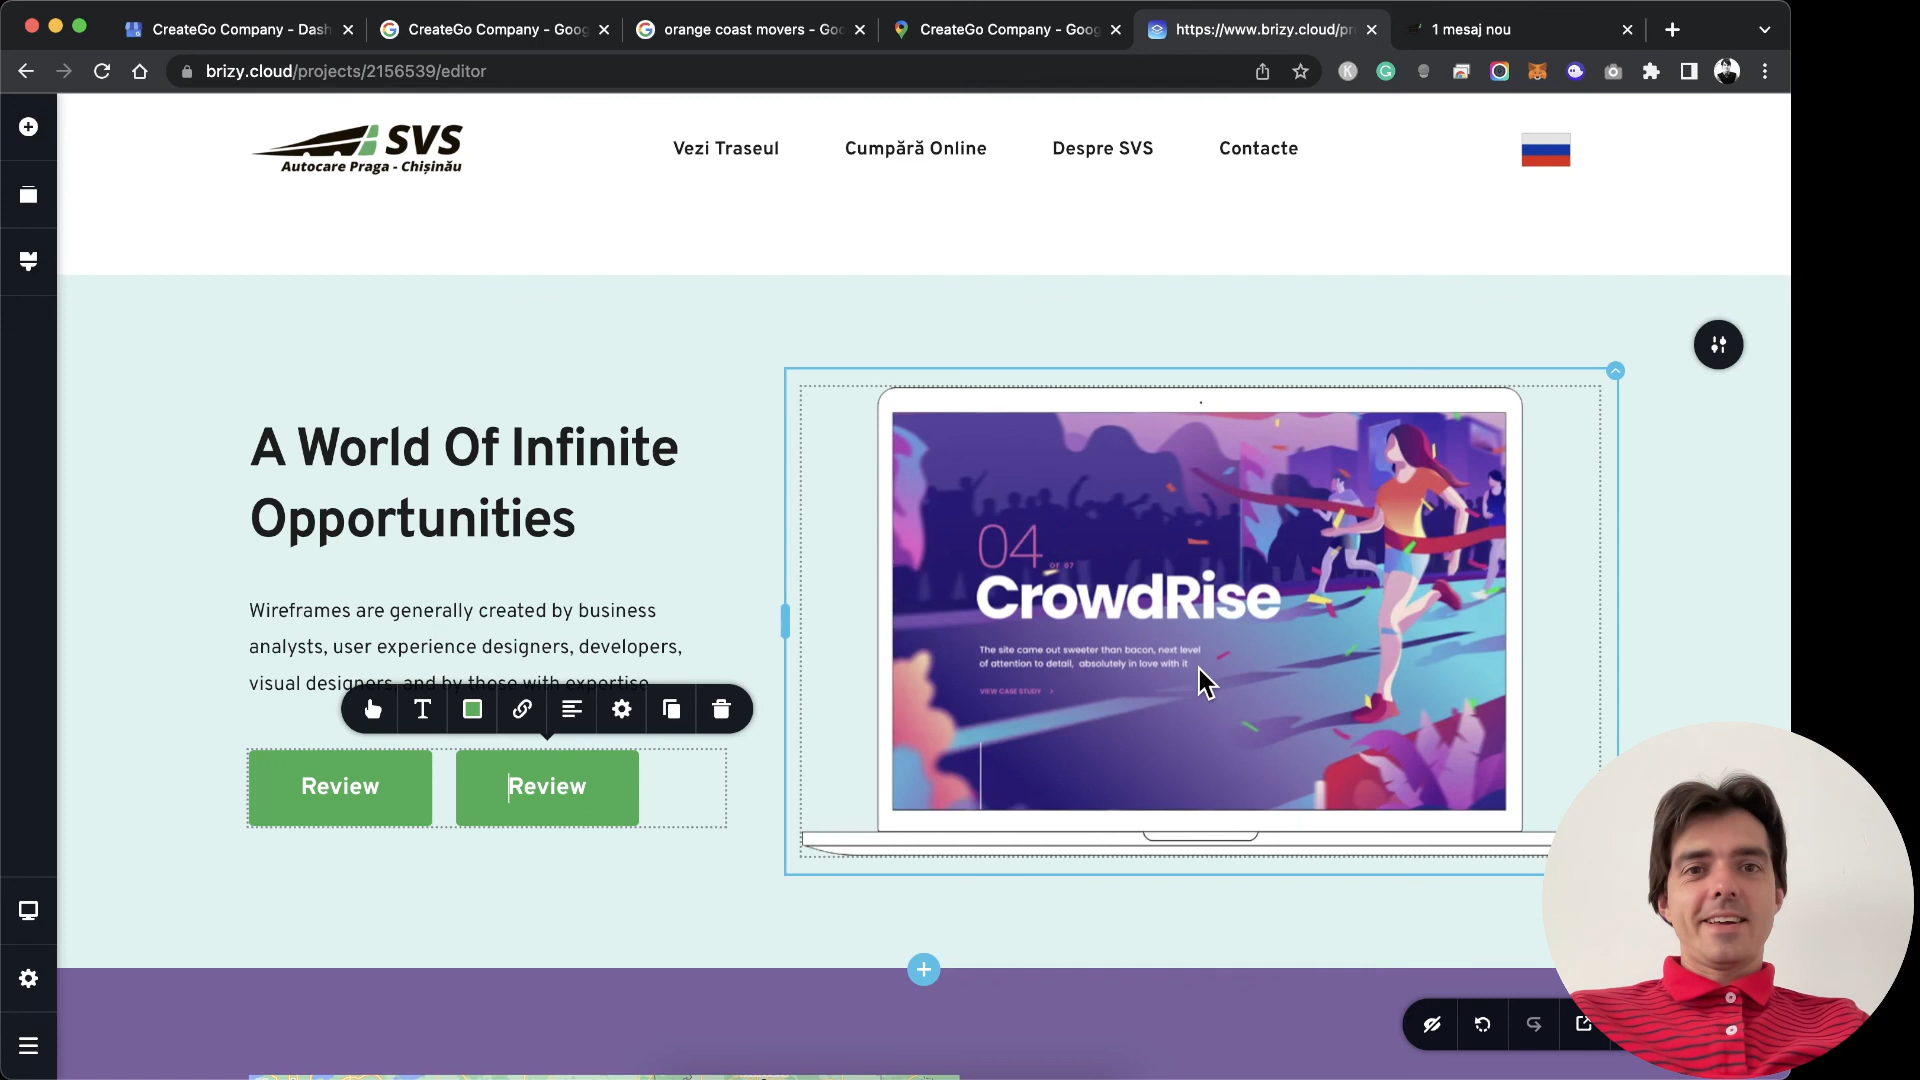 CreateGo Company - Dash
CreateGo Company - Goog
orange coast movers - Goo
CreateGo Company - Goog
https://www.brizy.cloud/pr
1 mesaj nou
brizy.cloud/projects/2156539/editor
SVS
Autocare Praga - Chișinău
Vezi Traseul
Cumpără Online
Despre SVS
Contacte
A World Of Infinite
Opportunities
Wireframes are generally created by business
analysts, user experience designers, developers,
visual designers, and by those with expertise
Review
Review
04
OF 97
CrowdRise
The site came out sweeter than bacon, next level
of attention to detail, absolutely in love with it
VIEW CASE STUDY